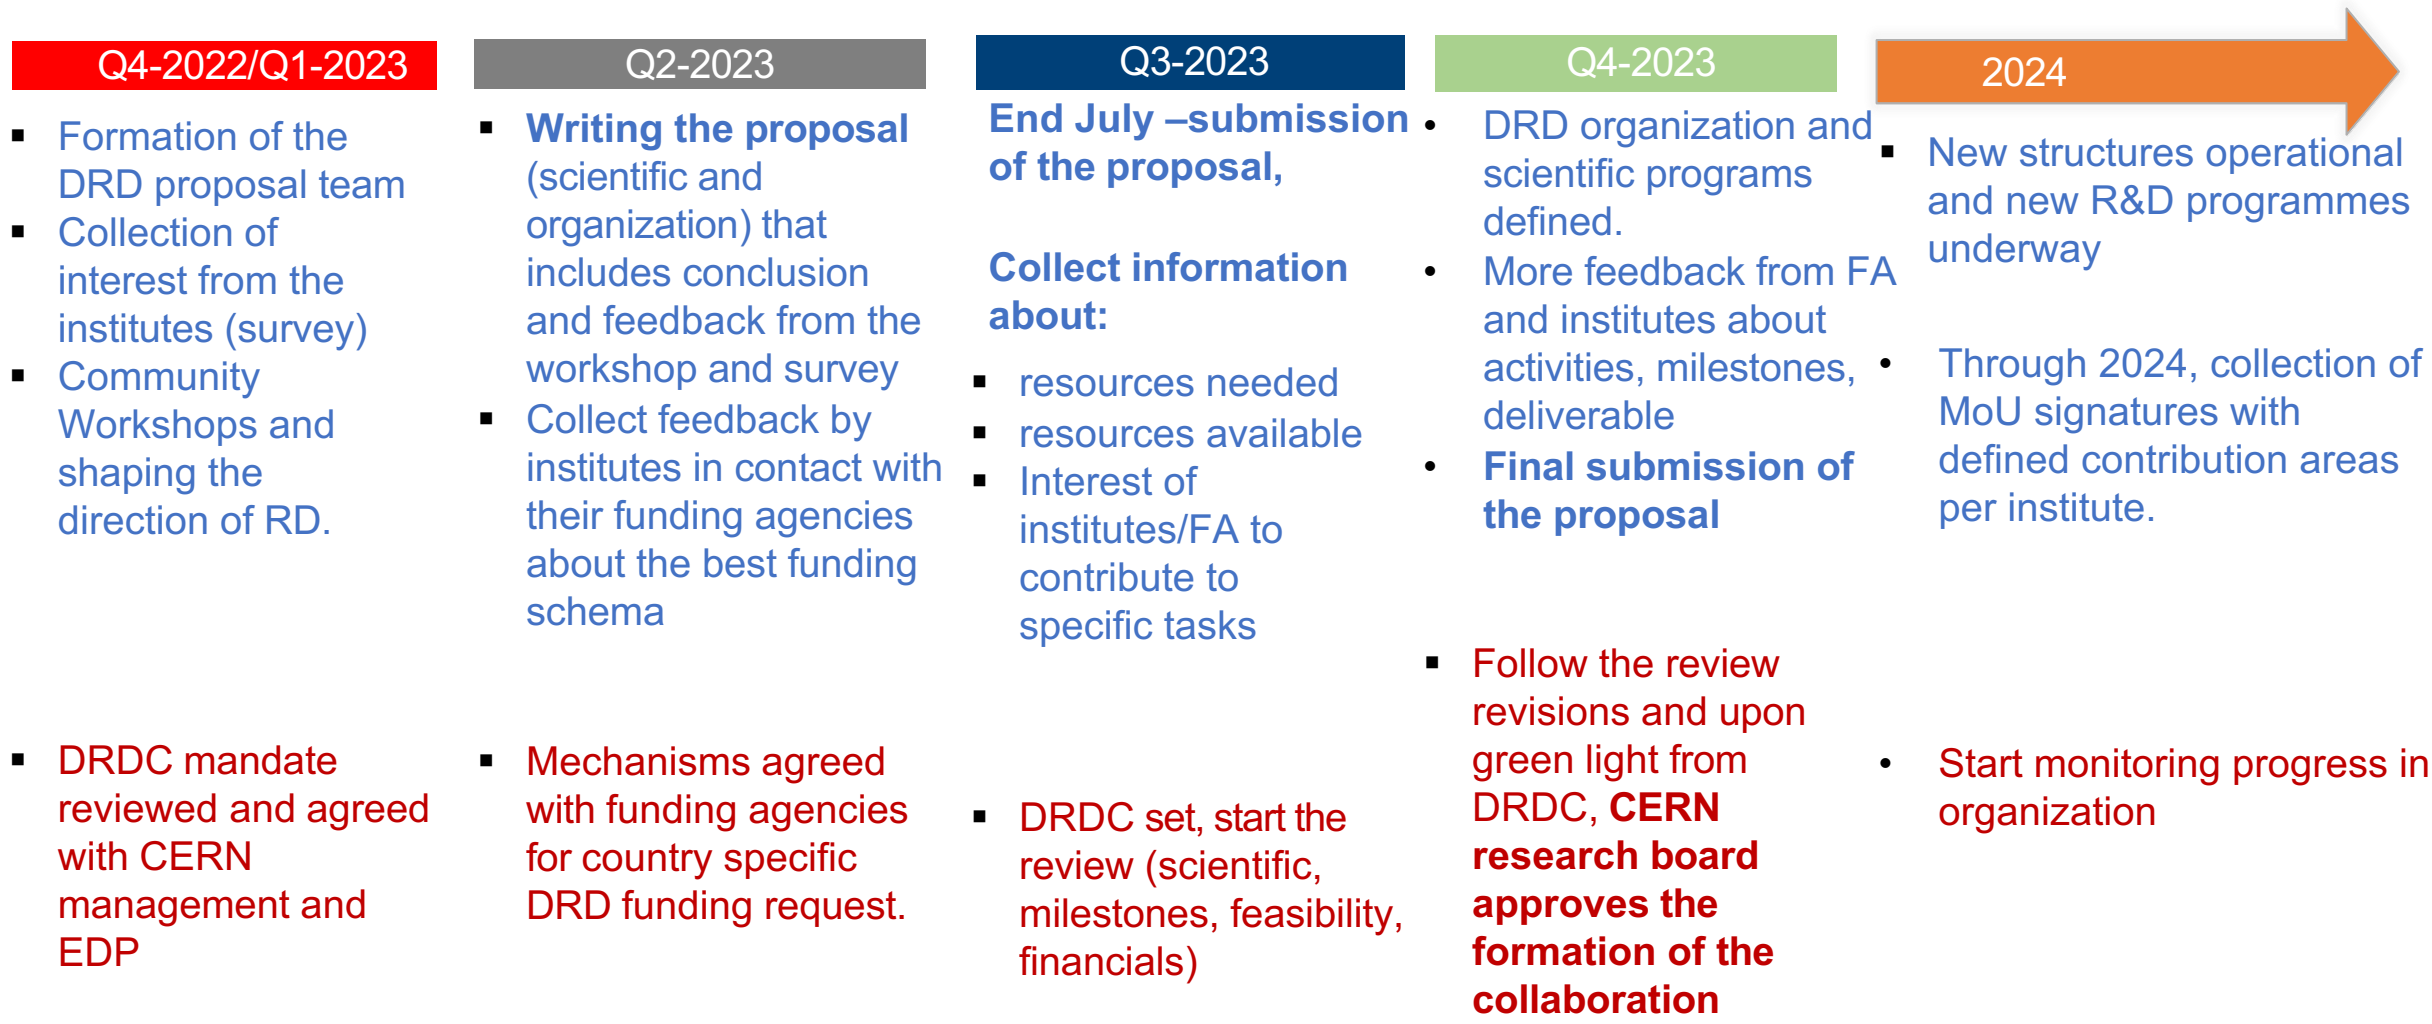 Q4-2022/Q1-2023
▪ Formation of the
DRD proposal team
▪ Collection of
interest from the
institutes (survey)
▪ Community
Workshops and
shaping the
direction of RD.
▪ DRDC mandate
reviewed and agreed
with CERN
management and
EDP
Q2-2023
▪ Writing the proposal
(scientific and
organization) that
includes conclusion
and feedback from the
workshop and survey
▪ Collect feedback by
institutes in contact with
their funding agencies
about the best funding
schema
▪ Mechanisms agreed
with funding agencies
for country specific
DRD funding request.
Q3-2023
End July –submission
of the proposal,
Collect information
about:
▪ resources needed
▪ resources available
▪ Interest of
institutes/FA to
contribute to
specific tasks
▪ DRDC set, start the
review (scientific,
milestones, feasibility,
financials)
Q4-2023
• DRD organization and
scientific programs
defined.
• More feedback from FA
and institutes about
activities, milestones,
deliverable
• Final submission of
the proposal
▪ Follow the review
revisions and upon
green light from
DRDC, CERN
research board
approves the
formation of the
collaboration
2024
▪ New structures operational
and new R&D programmes
underway
• Through 2024, collection of
MoU signatures with
defined contribution areas
per institute.
• Start monitoring progress in
organization